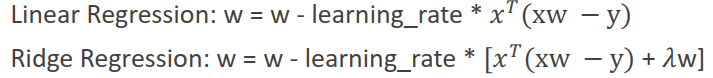 Linear Regression: w = w - learning_rate * xᵀ(xw − y)
Ridge Regression: w = w - learning_rate * [xᵀ(xw − y) + λw]